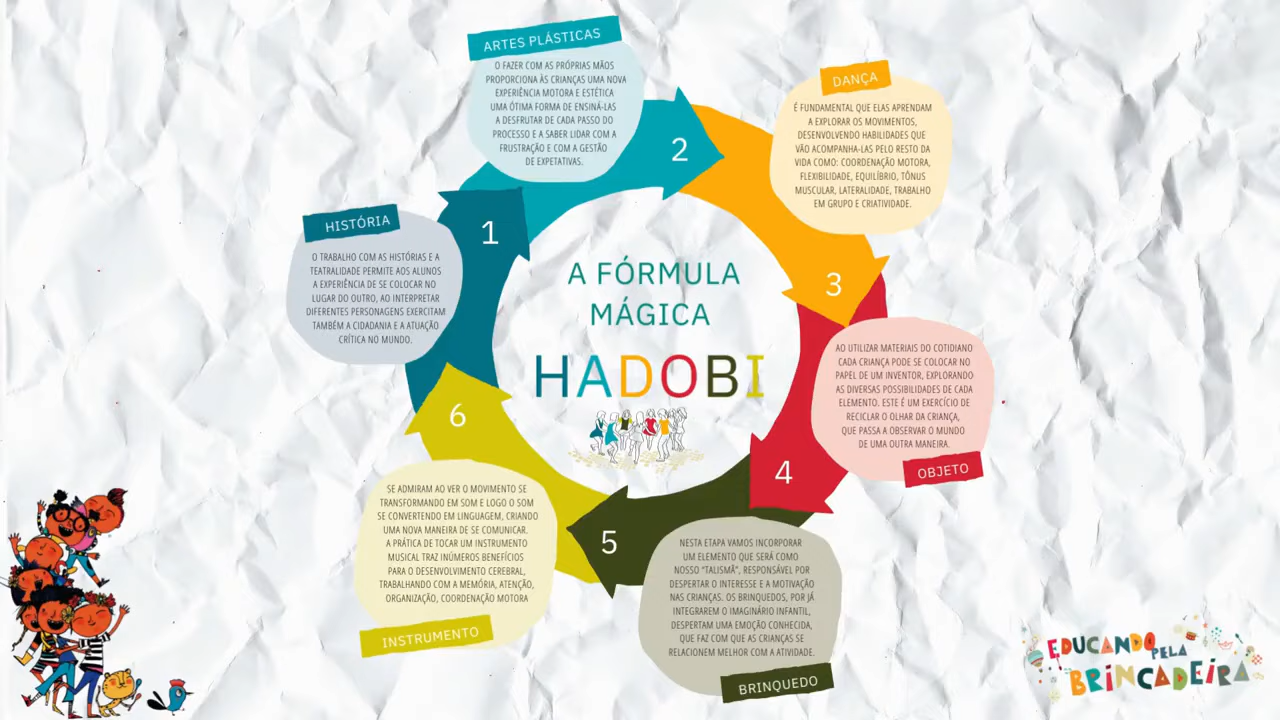 A FÓRMULA
MÁGICA
HADOBI
1
HISTÓRIA
O TRABALHO COM AS HISTÓRIAS E A
TEATRALIDADE PERMITE AOS ALUNOS
A EXPERIÊNCIA DE SE COLOCAR NO
LUGAR DO OUTRO, AO INTERPRETAR
DIFERENTES PERSONAGENS EXERCITAM
TAMBÉM A CIDADANIA E A ATUAÇÃO
CRÍTICA NO MUNDO.
2
ARTES PLÁSTICAS
O FAZER COM AS PRÓPRIAS MÃOS
PROPORCIONA ÀS CRIANÇAS UMA NOVA
EXPERIÊNCIA MOTORA E ESTÉTICA
UMA ÓTIMA FORMA DE ENSINÁ-LAS
A DESFRUTAR DE CADA PASSO DO
PROCESSO E A SABER LIDAR COM A
FRUSTRAÇÃO E COM A GESTÃO
DE EXPETATIVAS.
3
DANÇA
É FUNDAMENTAL QUE ELAS APRENDAM
A EXPLORAR OS MOVIMENTOS,
DESENVOLVENDO HABILIDADES QUE
VÃO ACOMPANHA-LAS PELO RESTO DA
VIDA COMO: COORDENAÇÃO MOTORA,
FLEXIBILIDADE, EQUILÍBRIO, TÔNUS
MUSCULAR, LATERALIDADE, TRABALHO
EM GRUPO E CRIATIVIDADE.
4
AO UTILIZAR MATERIAIS DO COTIDIANO
CADA CRIANÇA PODE SE COLOCAR NO
PAPEL DE UM INVENTOR, EXPLORANDO
AS DIVERSAS POSSIBILIDADES DE CADA
ELEMENTO. ESTE É UM EXERCÍCIO DE
RECICLAR O OLHAR DA CRIANÇA,
QUE PASSA A OBSERVAR O MUNDO
DE UMA OUTRA MANEIRA.
OBJETO
5
NESTA ETAPA VAMOS INCORPORAR
UM ELEMENTO QUE SERÁ COMO
NOSSO "TALISMÃ", RESPONSÁVEL POR
DESPERTAR O INTERESSE E A MOTIVAÇÃO
NAS CRIANÇAS. OS BRINQUEDOS, POR JÁ
INTEGRAREM O IMAGINÁRIO INFANTIL,
DESPERTAM UMA EMOÇÃO CONHECIDA,
QUE FAZ COM QUE AS CRIANÇAS SE
RELACIONEM MELHOR COM A ATIVIDADE.
BRINQUEDO
6
SE ADMIRAM AO VER O MOVIMENTO SE
TRANSFORMANDO EM SOM E LOGO O SOM
SE CONVERTENDO EM LINGUAGEM, CRIANDO
UMA NOVA MANEIRA DE SE COMUNICAR.
A PRÁTICA DE TOCAR UM INSTRUMENTO
MUSICAL TRAZ INÚMEROS BENEFÍCIOS
PARA O DESENVOLVIMENTO CEREBRAL,
TRABALHANDO COM A MEMÓRIA, ATENÇÃO,
ORGANIZAÇÃO, COORDENAÇÃO MOTORA
INSTRUMENTO
EDUCANDO PELA
BRINCADEIRA